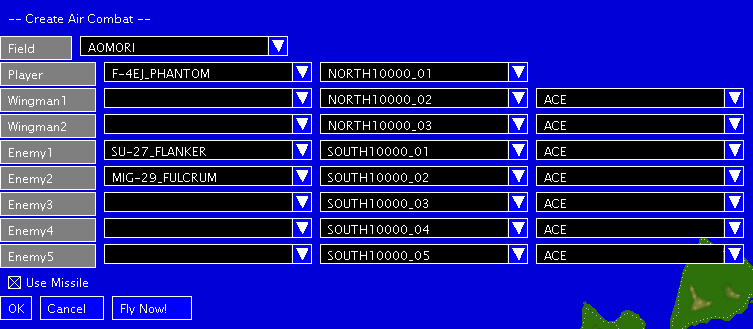 -- Create Air Combat --
Field AOMORI
Player F-4EJ_PHANTOM NORTH10000_01
Wingman1 NORTH10000_02 ACE
Wingman2 NORTH10000_03 ACE
Enemy1 SU-27_FLANKER SOUTH10000_01 ACE
Enemy2 MIG-29_FULCRUM SOUTH10000_02 ACE
Enemy3 SOUTH10000_03 ACE
Enemy4 SOUTH10000_04 ACE
Enemy5 SOUTH10000_05 ACE
Use Missile
OK Cancel Fly Now!